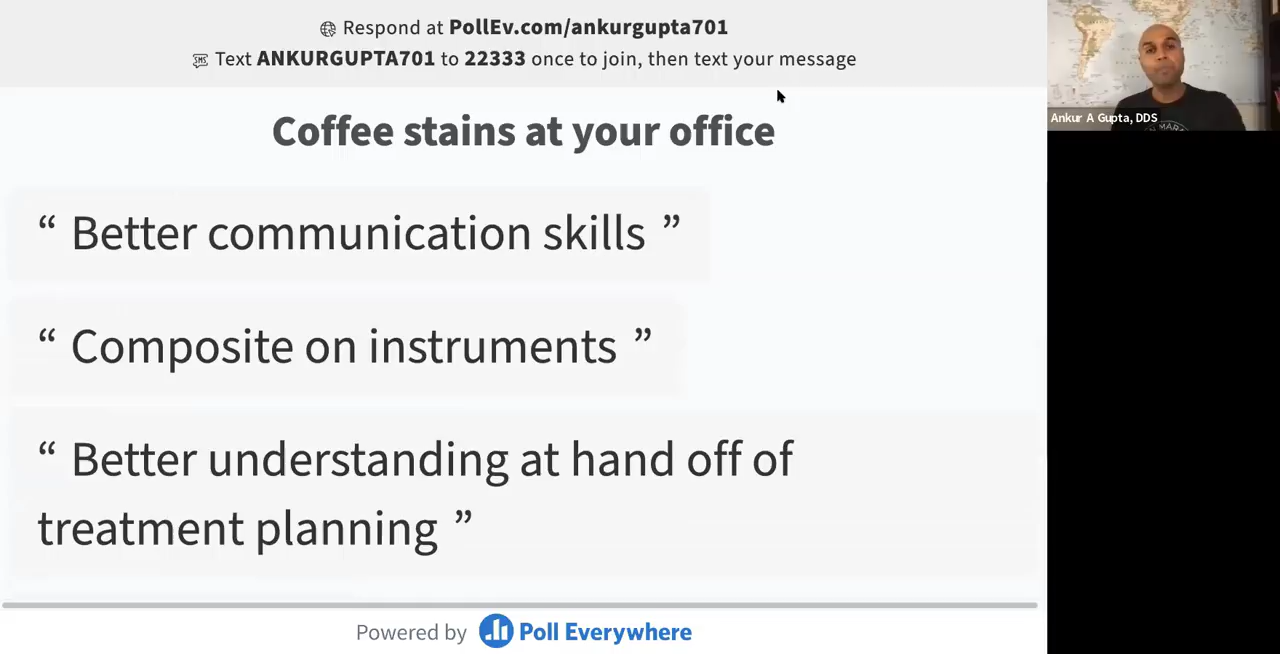 Respond at PollEv.com/ankurgupta701
Text ANKURGUPTA701 to 22333 once to join, then text your message
Coffee stains at your office
“ Better communication skills ”
“ Composite on instruments ”
“ Better understanding at hand off of
treatment planning ”
Powered by Poll Everywhere
Ankur A Gupta, DDS